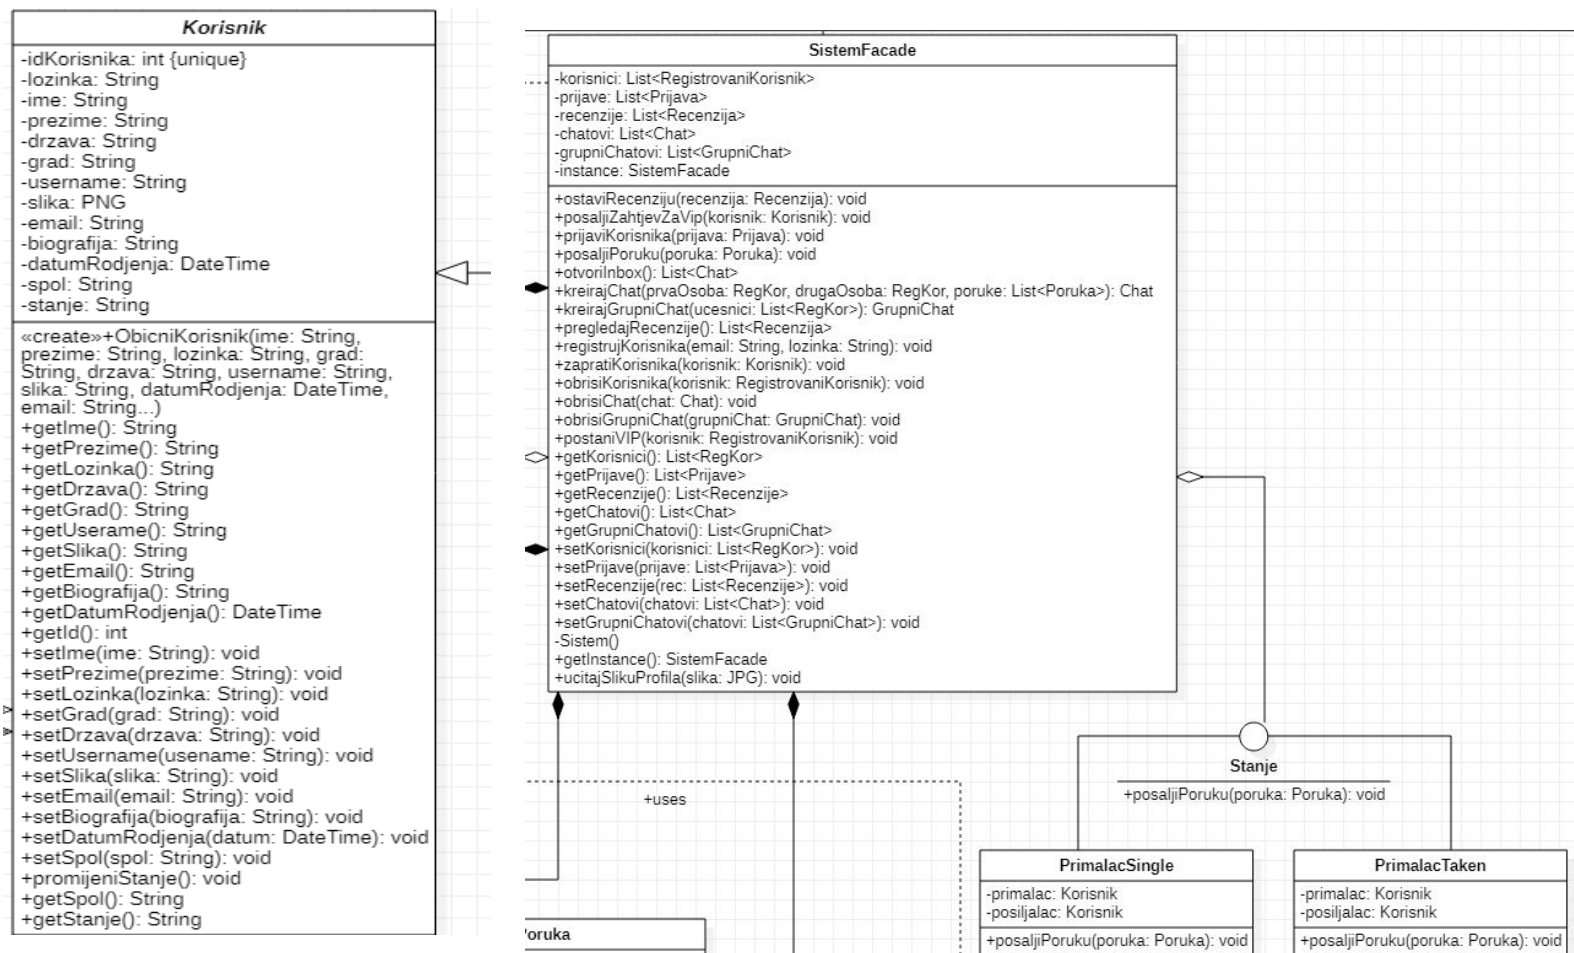 Korisnik
-idKorisnika: int {unique}
-lozinka: String
-ime: String
-prezime: String
-drzava: String
-grad: String
-username: String
-slika: PNG
-email: String
-biografija: String
-datumRodjenja: DateTime
-spol: String
-stanje: String
«create»+ObicniKorisnik(ime: String,
prezime: String, lozinka: String, grad:
String, drzava: String, username: String,
slika: String, datumRodjenja: DateTime,
email: String...)
+getIme(): String
+getPrezime(): String
+getLozinka(): String
+getDrzava(): String
+getGrad(): String
+getUserame(): String
+getSlika(): String
+getEmail(): String
+getBiografija(): String
+getDatumRodjenja(): DateTime
+getId(): int
+setIme(ime: String): void
+setPrezime(prezime: String): void
+setLozinka(lozinka: String): void
+setGrad(grad: String): void
+setDrzava(drzava: String): void
+setUsername(usename: String): void
+setSlika(slika: String): void
+setEmail(email: String): void
+setBiografija(biografija: String): void
+setDatumRodjenja(datum: DateTime): void
+setSpol(spol: String): void
+promijeniStanje(): void
+getSpol(): String
+getStanje(): String
SistemFacade
-korisnici: List<RegistrovaniKorisnik>
-prijave: List<Prijava>
-recenzije: List<Recenzija>
-chatovi: List<Chat>
-grupniChatovi: List<GrupniChat>
-instance: SistemFacade
+ostaviRecenziju(recenzija: Recenzija): void
+posaljiZahtjevZaVip(korisnik: Korisnik): void
+prijaviKorisnika(prijava: Prijava): void
+posaljiPoruku(poruka: Poruka): void
+otvoriInbox(): List<Chat>
+kreirajChat(prvaOsoba: RegKor, drugaOsoba: RegKor, poruke: List<Poruka>): Chat
+kreirajGrupniChat(ucesnici: List<RegKor>): GrupniChat
+pregledajRecenzije(): List<Recenzija>
+registrujKorisnika(email: String, lozinka: String): void
+zapratiKorisnika(korisnik: Korisnik): void
+obrisiKorisnika(korisnik: RegistrovaniKorisnik): void
+obrisiChat(chat: Chat): void
+obrisiGrupniChat(grupniChat: GrupniChat): void
+postaniVIP(korisnik: RegistrovaniKorisnik): void
+getKorisnici(): List<RegKor>
+getPrijave(): List<Prijave>
+getRecenzije(): List<Recenzije>
+getChatovi(): List<Chat>
+getGrupniChatovi(): List<GrupniChat>
+setKorisnici(korisnici: List<RegKor>): void
+setPrijave(prijave: List<Prijava>): void
+setRecenzije(rec: List<Recenzije>): void
+setChatovi(chatovi: List<Chat>): void
+setGrupniChatovi(chatovi: List<GrupniChat>): void
-Sistem()
+getInstance(): SistemFacade
+ucitajSlikuProfila(slika: JPG): void
+uses
Stanje
+posaljiPoruku(poruka: Poruka): void
PrimalacSingle
-primalac: Korisnik
-posiljalac: Korisnik
+posaljiPoruku(poruka: Poruka): void
PrimalacTaken
-primalac: Korisnik
-posiljalac: Korisnik
+posaljiPoruku(poruka: Poruka): void
oruka